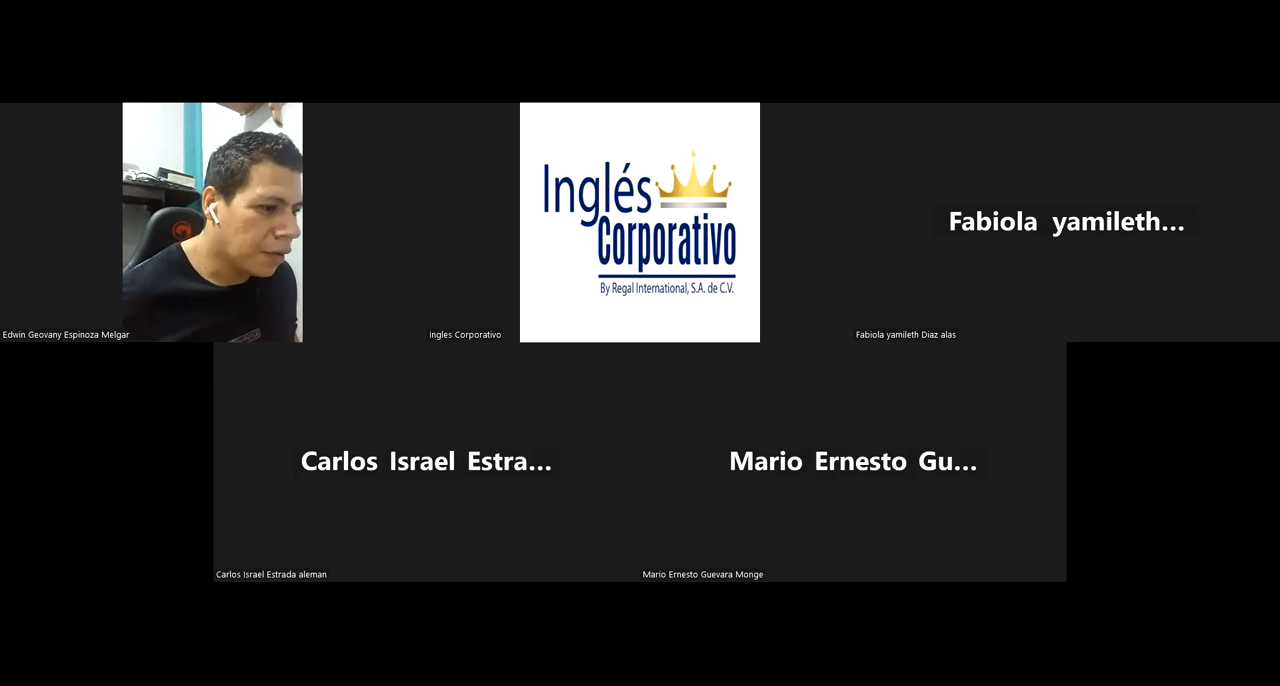 Inglés
Corporativo
By Regal International, S.A. de C.V.
Fabiola yamileth...
Edwin Geovany Espinoza Melgar
Ingles Corporativo
Fabiola yamileth Diaz alas
Carlos Israel Estra...
Mario Ernesto Gu...
Carlos Israel Estrada aleman
Mario Ernesto Guevara Monge